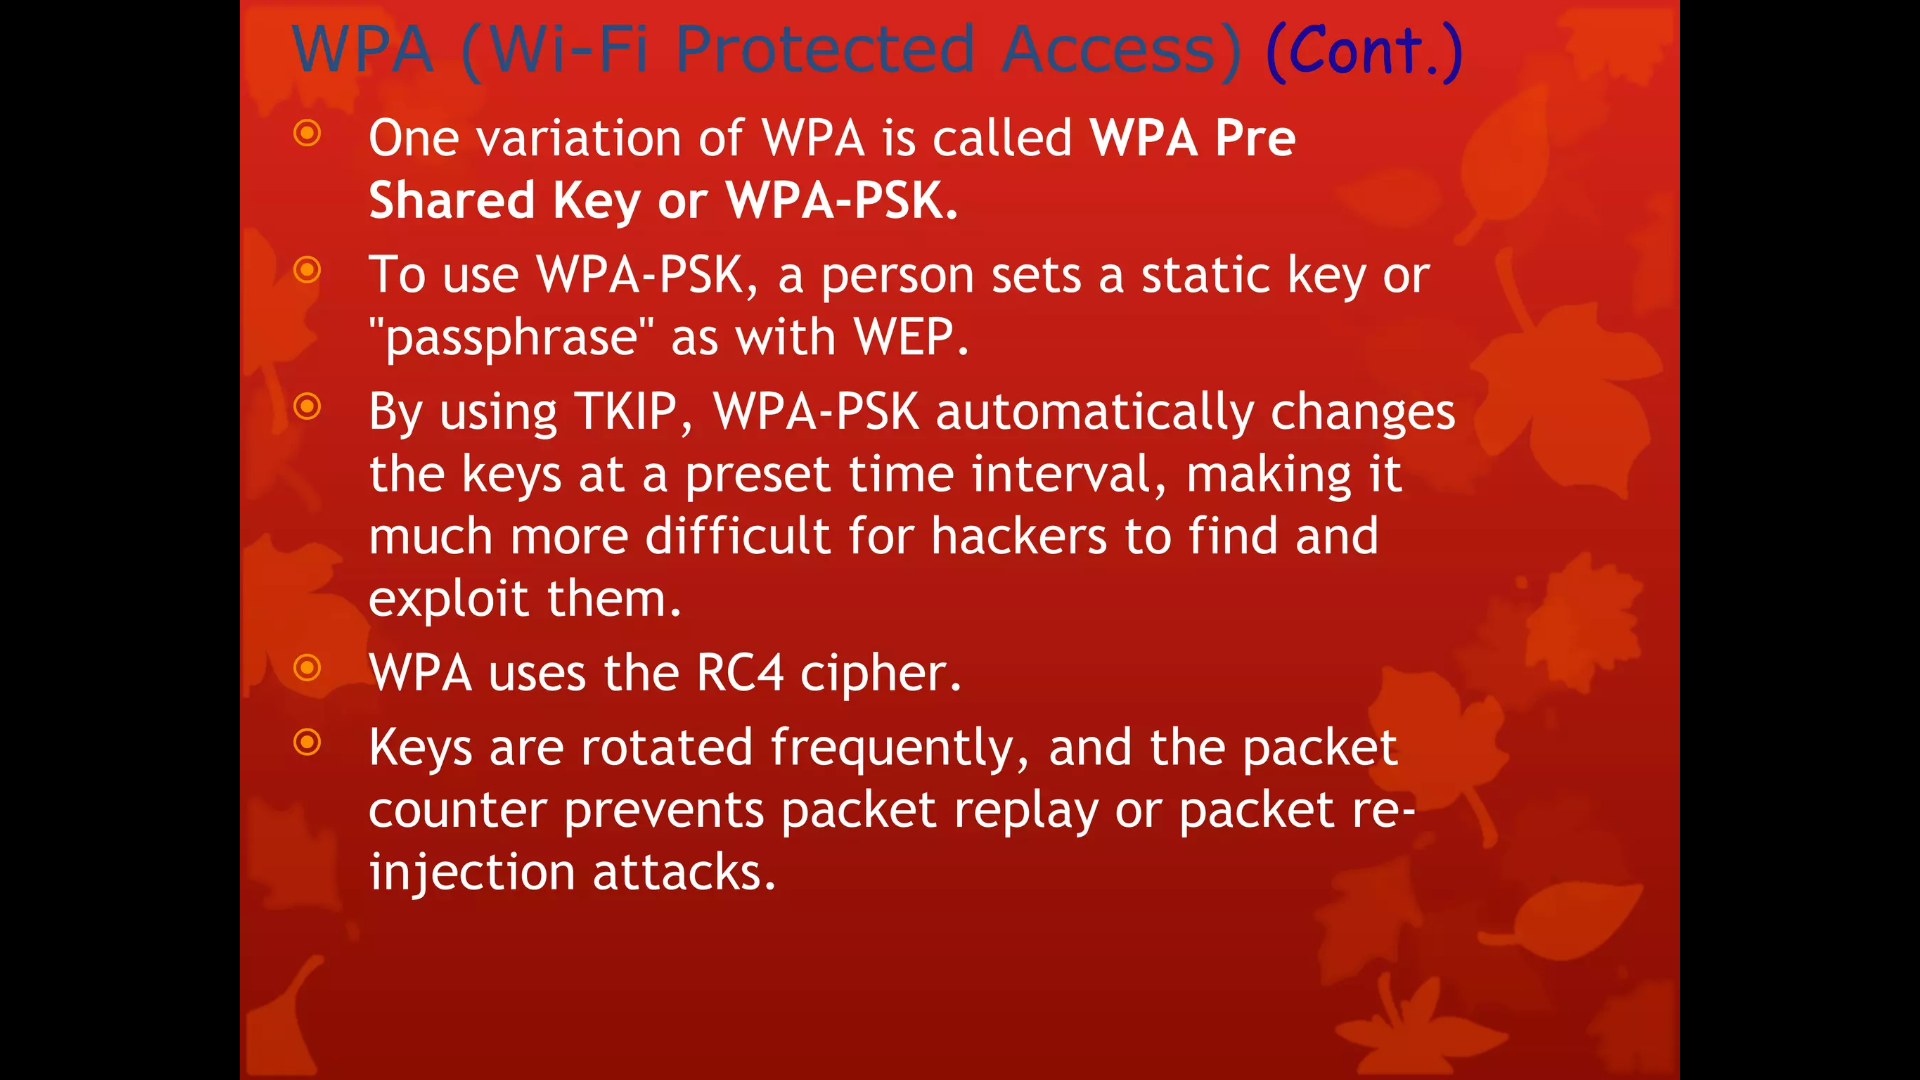 WPA (Wi-Fi Protected Access) (Cont.)
One variation of WPA is called WPA Pre
Shared Key or WPA-PSK.
To use WPA-PSK, a person sets a static key or
"passphrase" as with WEP.
By using TKIP, WPA-PSK automatically changes
the keys at a preset time interval, making it
much more difficult for hackers to find and
exploit them.
WPA uses the RC4 cipher.
Keys are rotated frequently, and the packet
counter prevents packet replay or packet re-
injection attacks.